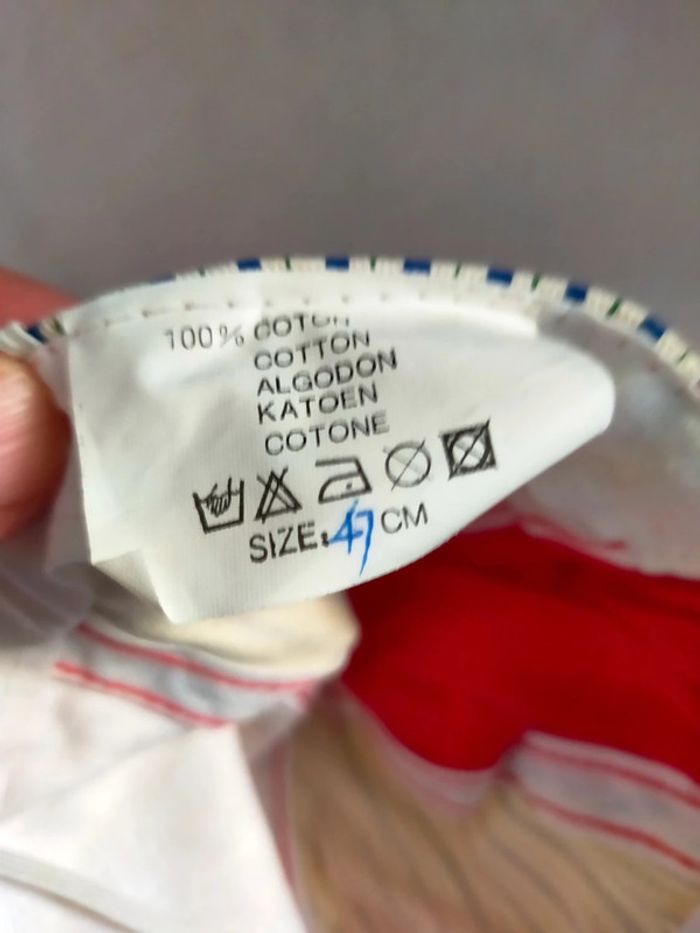 100% COTON
COTTON
ALGODON
KATOEN
COTONE
SIZE: 47 CM